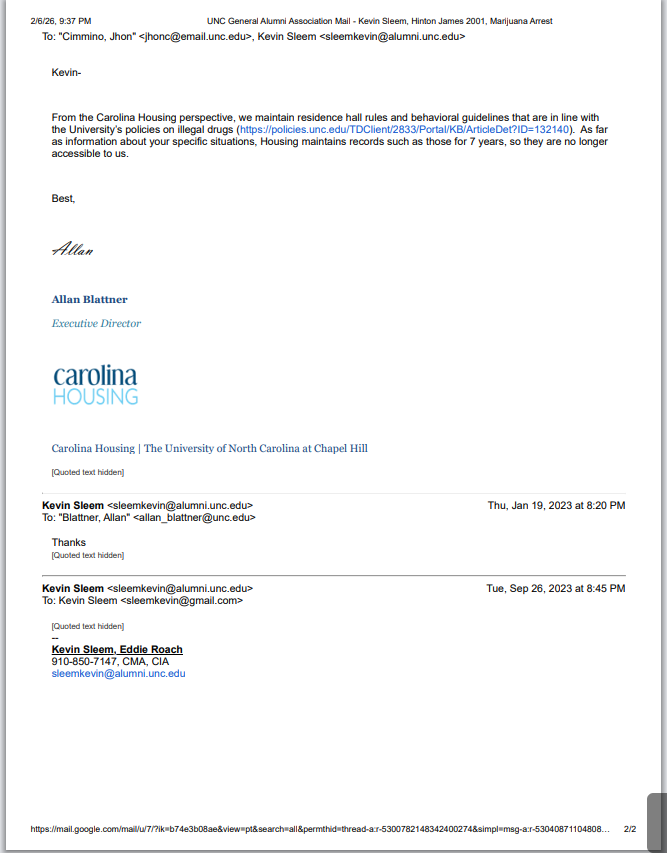 2/6/26, 9:37 PM UNC General Alumni Association Mail - Kevin Sleem, Hinton James 2001, Marijuana Arrest
To: "Cimmino, Jhon" <jhonc@email.unc.edu>, Kevin Sleem <sleemkevin@alumni.unc.edu>
Kevin-
From the Carolina Housing perspective, we maintain residence hall rules and behavioral guidelines that are in line with
the University's policies on illegal drugs (https://policies.unc.edu/TDClient/2833/Portal/KB/ArticleDet?ID=132140). As far
as information about your specific situations, Housing maintains records such as those for 7 years, so they are no longer
accessible to us.
Best,
Allan
Allan Blattner
Executive Director
carolina
HOUSING
Carolina Housing | The University of North Carolina at Chapel Hill
[Quoted text hidden]
Kevin Sleem <sleemkevin@alumni.unc.edu> Thu, Jan 19, 2023 at 8:20 PM
To: "Blattner, Allan" <allan_blattner@unc.edu>
Thanks
[Quoted text hidden]
Kevin Sleem <sleemkevin@alumni.unc.edu> Tue, Sep 26, 2023 at 8:45 PM
To: Kevin Sleem <sleemkevin@gmail.com>
[Quoted text hidden]
--
Kevin Sleem, Eddie Roach
910-850-7147, CMA, CIA
sleemkevin@alumni.unc.edu
https://mail.google.com/mail/u/7/?ik=b74e3b08ae&view=pt&search=all&permthid=thread-a:r-5300782148342400274&simpl=msg-a:r-53040871104808... 2/2